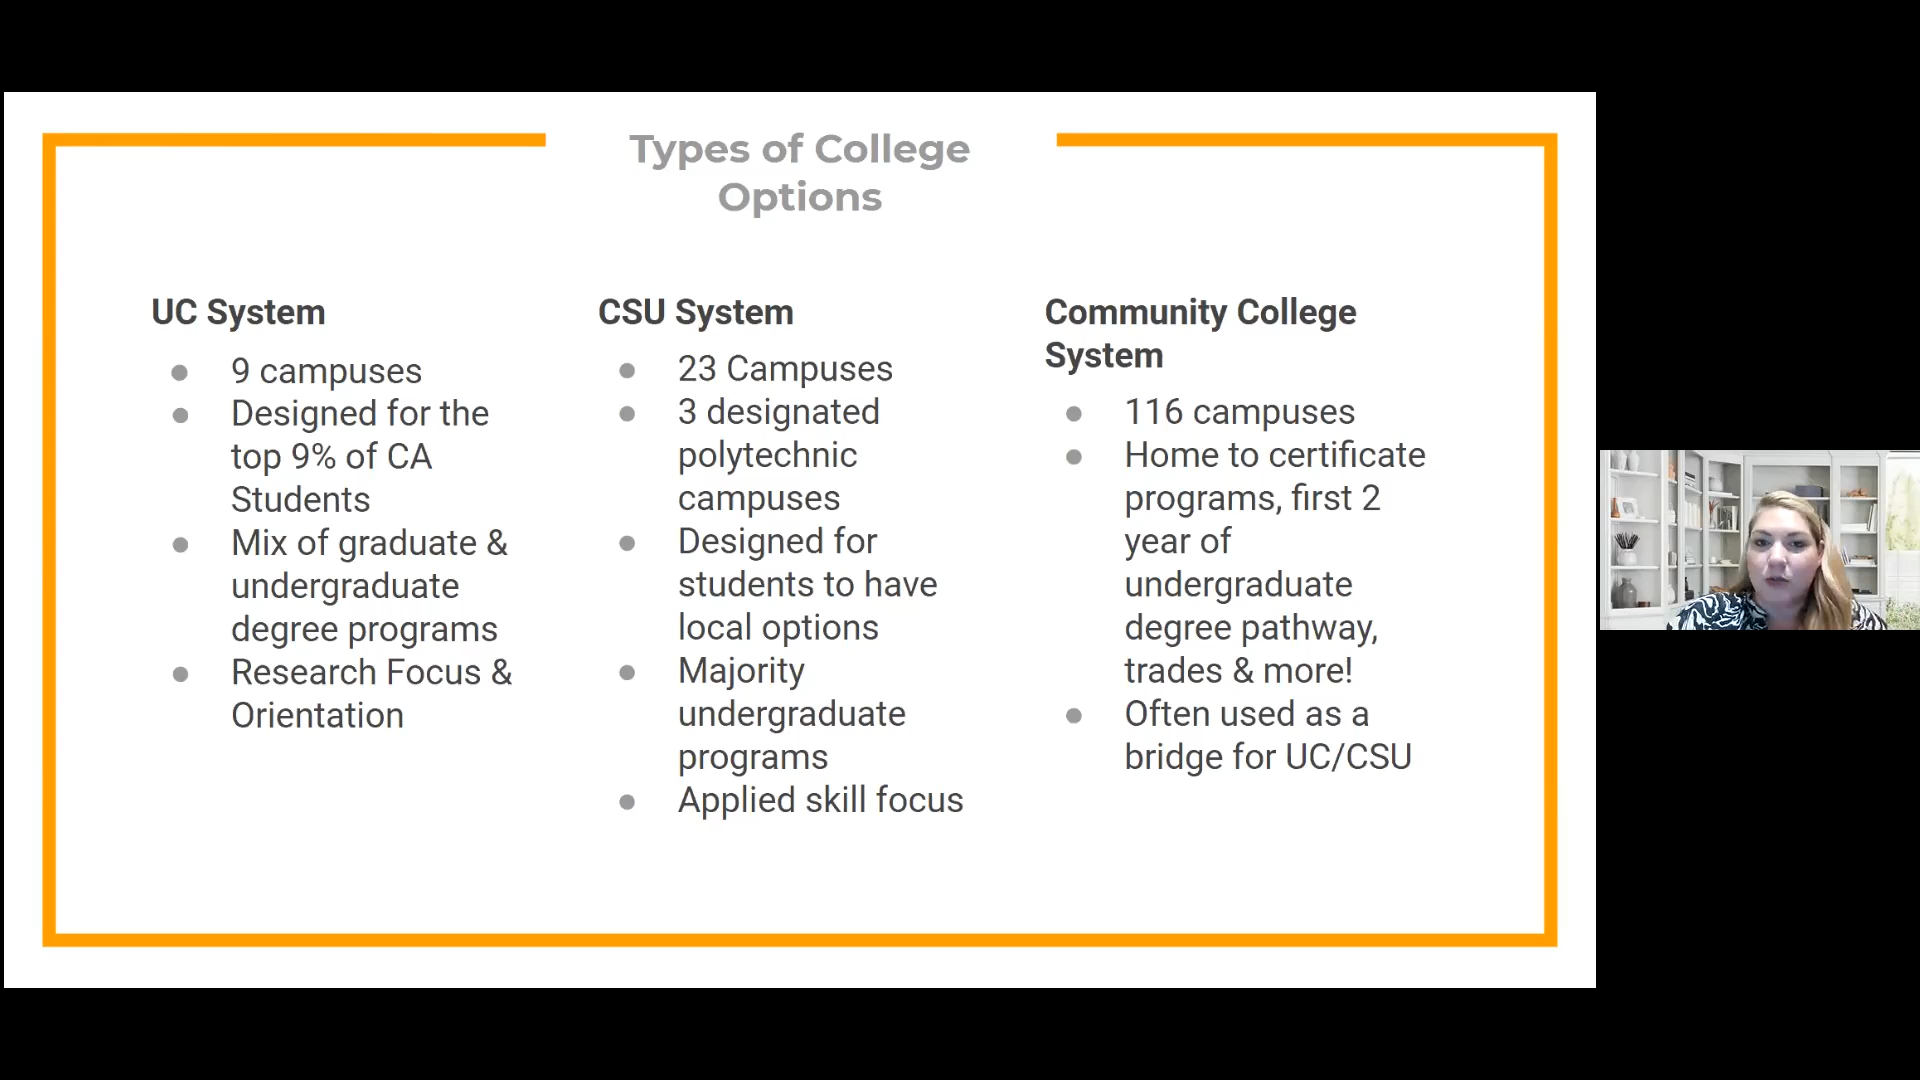 Types of College
Options
UC System
9 campuses
Designed for the
top 9% of CA
Students
Mix of graduate &
undergraduate
degree programs
Research Focus &
Orientation
CSU System
23 Campuses
3 designated
polytechnic
campuses
Designed for
students to have
local options
Majority
undergraduate
programs
Applied skill focus
Community College
System
116 campuses
Home to certificate
programs, first 2
year of
undergraduate
degree pathway,
trades & more!
Often used as a
bridge for UC/CSU